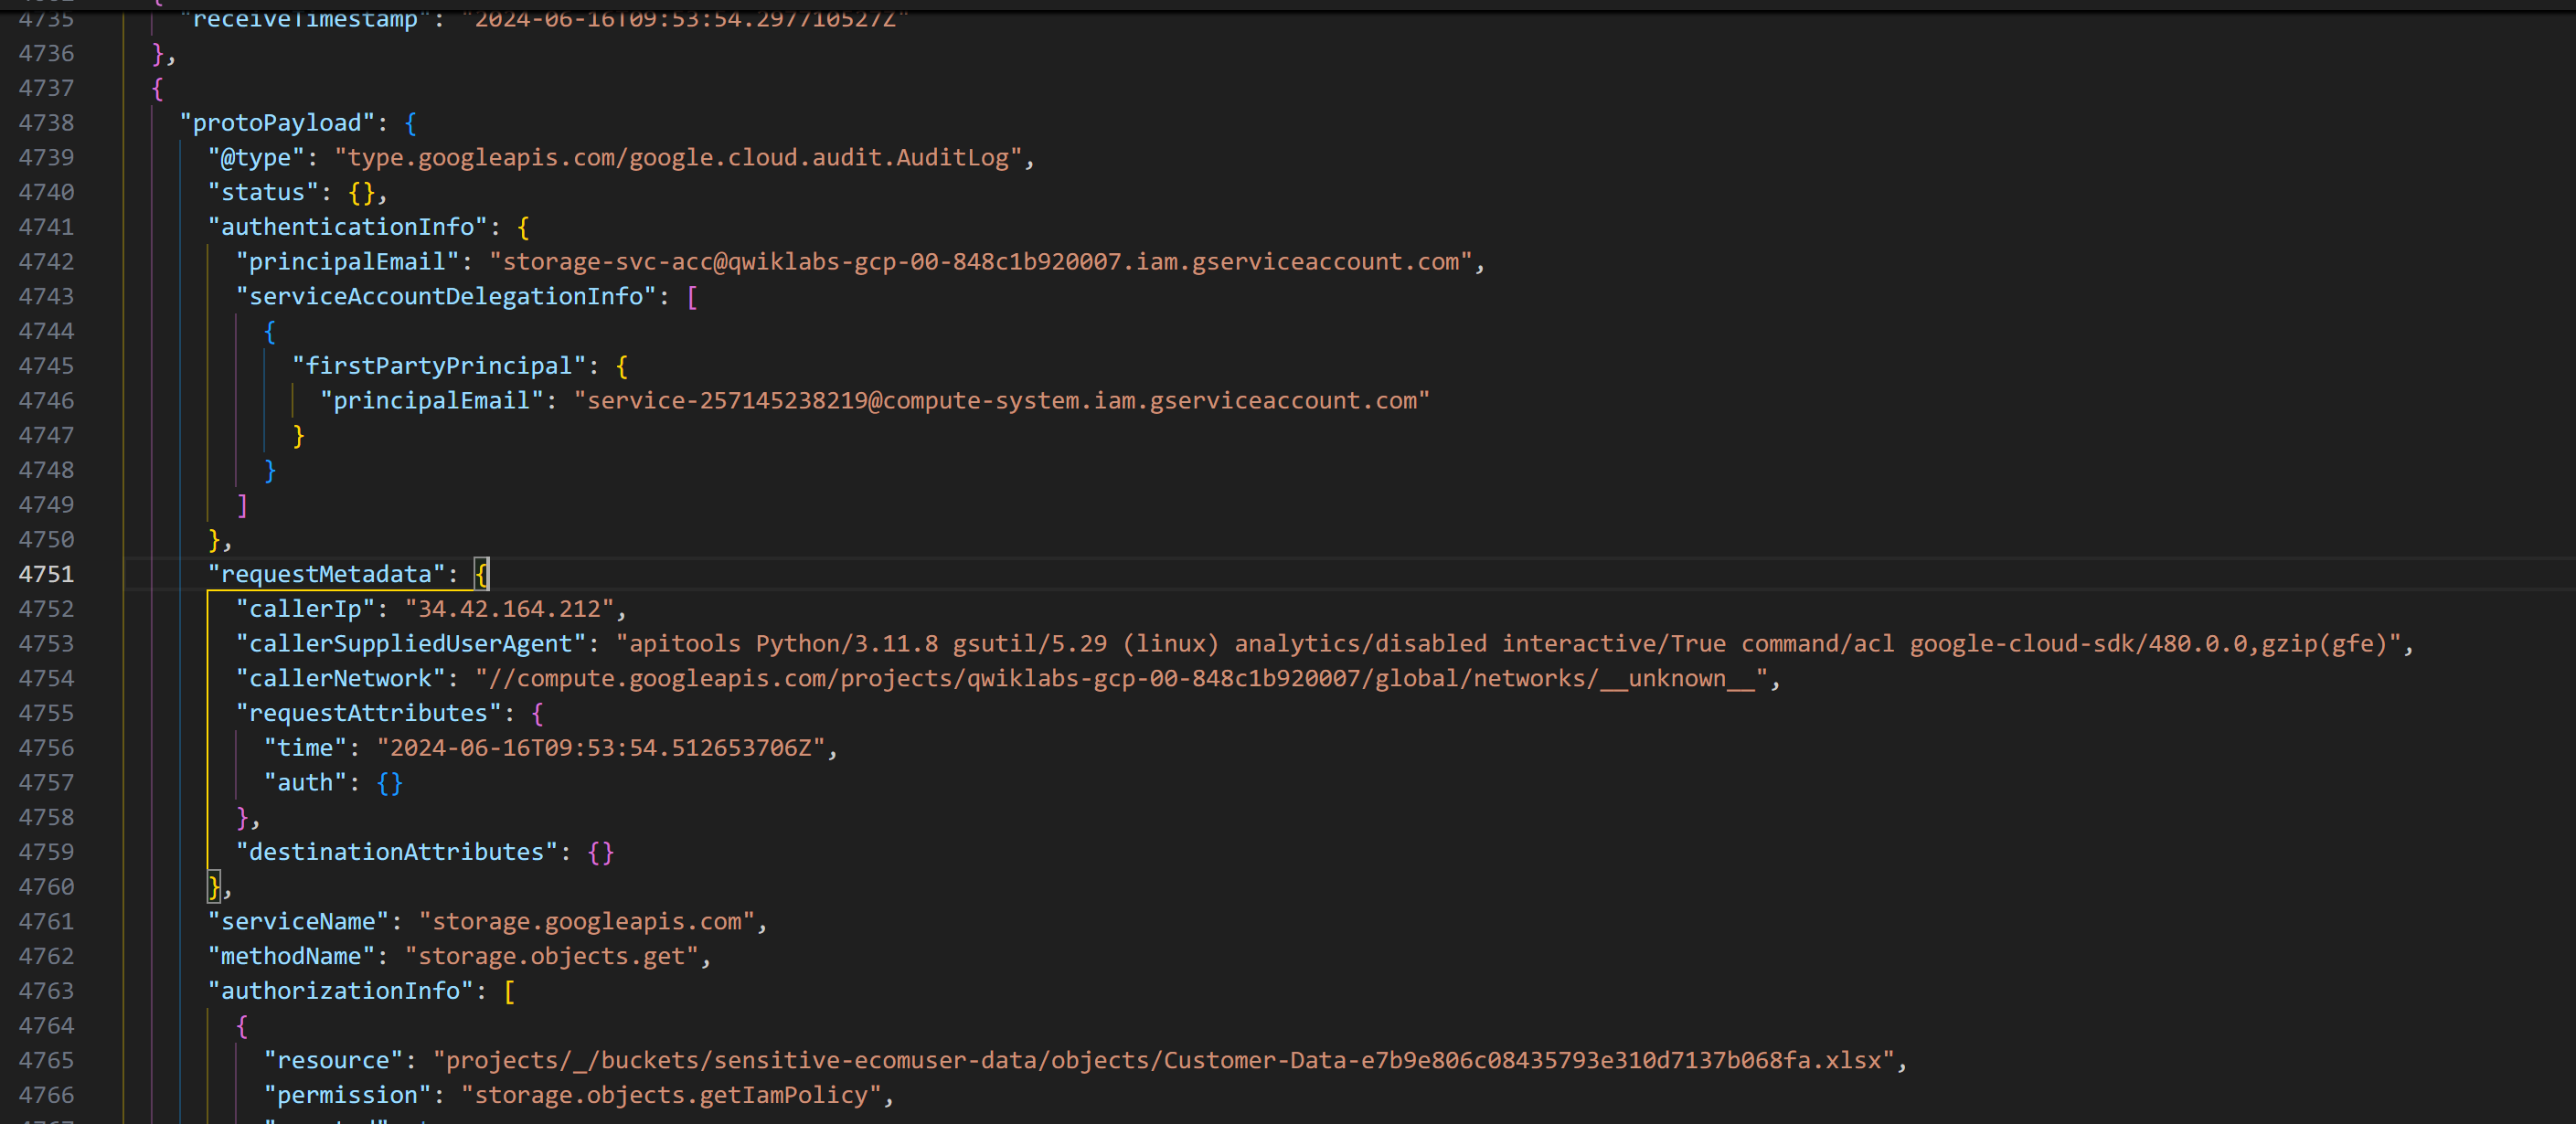 4735 "receiveTimestamp": "2024-06-16T09:53:54.297710527Z"
4736 },
4737 {
4738 "protoPayload": {
4739 "@type": "type.googleapis.com/google.cloud.audit.AuditLog",
4740 "status": {},
4741 "authenticationInfo": {
4742 "principalEmail": "storage-svc-acc@qwiklabs-gcp-00-848c1b920007.iam.gserviceaccount.com",
4743 "serviceAccountDelegationInfo": [
4744 {
4745 "firstPartyPrincipal": {
4746 "principalEmail": "service-257145238219@compute-system.iam.gserviceaccount.com"
4747 }
4748 }
4749 ]
4750 },
4751 "requestMetadata": {
4752 "callerIp": "34.42.164.212",
4753 "callerSuppliedUserAgent": "apitools Python/3.11.8 gsutil/5.29 (linux) analytics/disabled interactive/True command/acl google-cloud-sdk/480.0.0,gzip(gfe)",
4754 "callerNetwork": "//compute.googleapis.com/projects/qwiklabs-gcp-00-848c1b920007/global/networks/__unknown__",
4755 "requestAttributes": {
4756 "time": "2024-06-16T09:53:54.512653706Z",
4757 "auth": {}
4758 },
4759 "destinationAttributes": {}
4760 },
4761 "serviceName": "storage.googleapis.com",
4762 "methodName": "storage.objects.get",
4763 "authorizationInfo": [
4764 {
4765 "resource": "projects/_/buckets/sensitive-ecomuser-data/objects/Customer-Data-e7b9e806c08435793e310d7137b068fa.xlsx",
4766 "permission": "storage.objects.getIamPolicy",